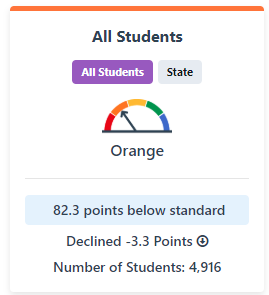 All Students
All Students State
Orange
82.3 points below standard
Declined -3.3 Points
Number of Students: 4,916